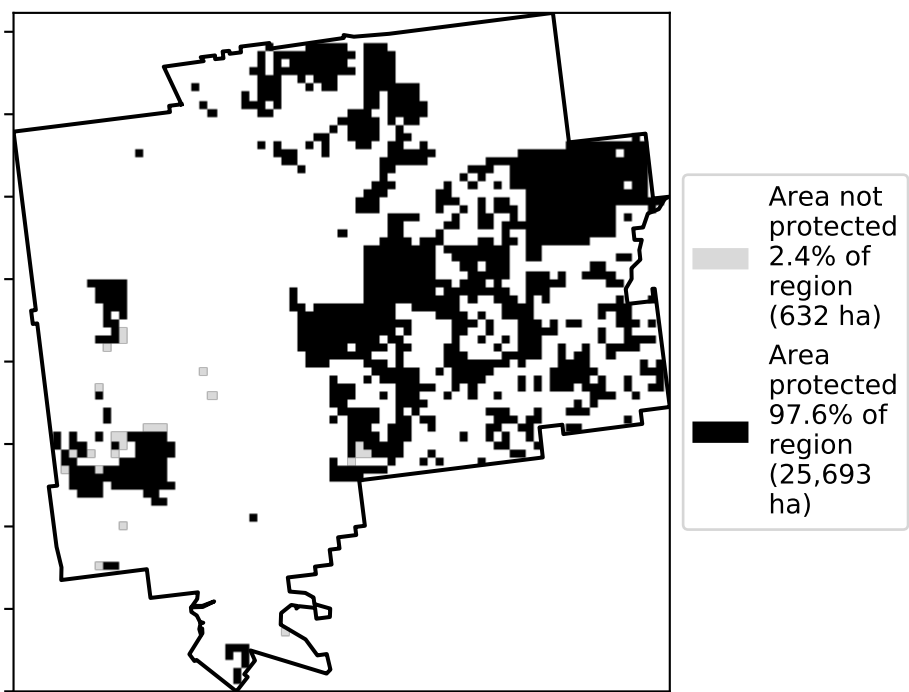 Area not
protected
2.4% of
region
(632 ha)
Area
protected
97.6% of
region
(25,693
ha)